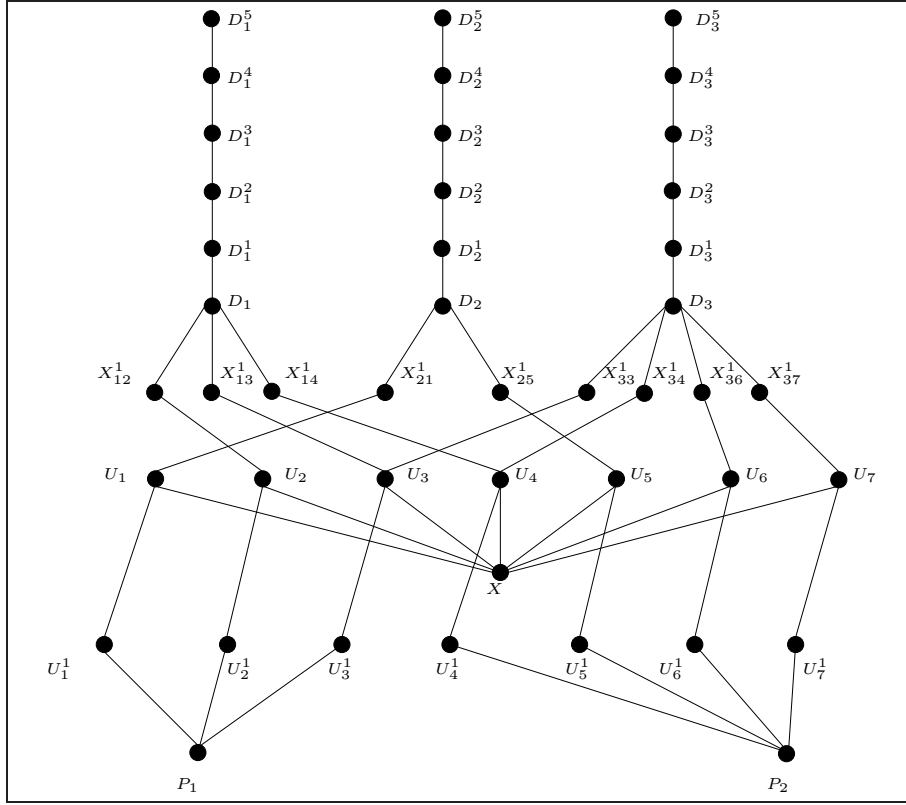 D_1^5 D_2^5 D_3^5
D_1^4 D_2^4 D_3^4
D_1^3 D_2^3 D_3^3
D_1^2 D_2^2 D_3^2
D_1^1 D_2^1 D_3^1
D_1 D_2 D_3
X_{12}^1 X_{13}^1 X_{14}^1 X_{21}^1 X_{25}^1 X_{33}^1 X_{34}^1 X_{36}^1 X_{37}^1
U_1 U_2 U_3 U_4 U_5 U_6 U_7
X
U_1^1 U_2^1 U_3^1 U_4^1 U_5^1 U_6^1 U_7^1
P_1 P_2